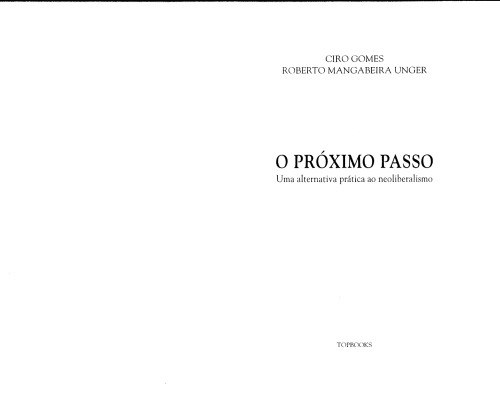 CIRO GOMES
ROBERTO MANGABEIRA UNGER
O PRÓXIMO PASSO
Uma alternativa prática ao neoliberalismo
TOPBOOKS